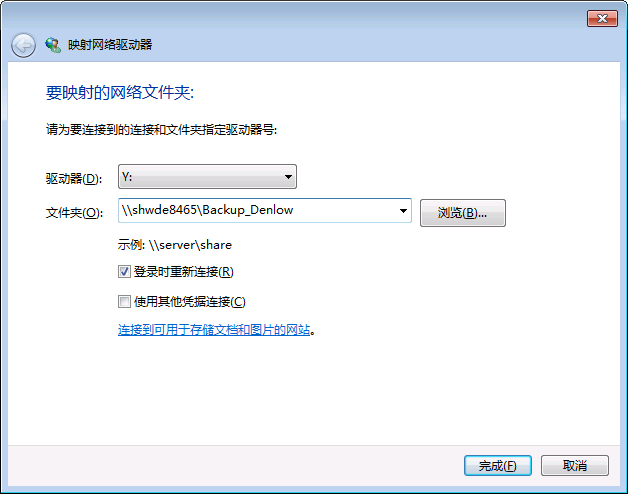 映射网络驱动器
要映射的网络文件夹:
请为要连接到的连接和文件夹指定驱动器号:
驱动器(D): Y:
文件夹(O): \\shwde8465\Backup_Denlow 浏览(B)...
示例: \\server\share
登录时重新连接(R)
使用其他凭据连接(C)
连接到可用于存储文档和图片的网站。
完成(F) 取消